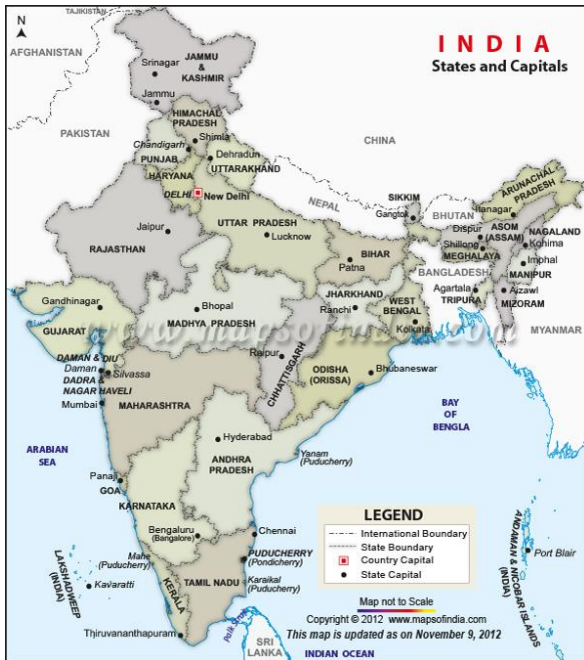 TAJIKISTAN
N
INDIA
States and Capitals
AFGHANISTAN
JAMMU
&
KASHMIR
Srinagar
Jammu
HIMACHAL
PRADESH
Shimla
PAKISTAN
CHINA
Chandigarh
PUNJAB
Dehradun
UTTARAKHAND
HARYANA
DELHI
New Delhi
ARUNACHAL
PRADESH
SIKKIM
NEPAL
Gangtok
BHUTAN
Itanagar
UTTAR PRADESH
Jaipur
Lucknow
RAJASTHAN
Dispur
ASOM
(ASSAM)
NAGALAND
Kohima
Shillong
MEGHALAYA
BIHAR
Patna
Imphal
MANIPUR
BANGLADESH
JHARKHAND
Ranchi
WEST
BENGAL
Kolkata
Agartala
TRIPURA
Aizawl
MIZORAM
MYANMAR
Gandhinagar
GUJARAT
Bhopal
MADHYA PRADESH
www.mapsofindia.com
Raipur
CHHATTISGARH
DAMAN & DIU
Daman
Silvassa
DADRA &
NAGAR HAVELI
Mumbai
MAHARASHTRA
ODISHA
(ORISSA)
Bhubaneswar
BAY
OF
BENGLA
ARABIAN
SEA
Hyderabad
ANDHRA
PRADESH
Yanam
(Puducherry)
Panaji
GOA
KARNATAKA
Bengaluru
(Bangalore)
Chennai
Mahe
(Puducherry)
PUDUCHERRY
(Pondicherry)
TAMIL NADU
Karaikal
(Puducherry)
KERALA
LAKSHADWEEP
(INDIA)
Kavaratti
Thiruvananthapuram
Palk Strait
SRI
LANKA
INDIAN OCEAN
ANDAMAN & NICOBAR ISLANDS
(INDIA)
Port Blair
LEGEND
International Boundary
State Boundary
Country Capital
State Capital
Map not to Scale
Copyright © 2012 www.mapsofindia.com
This map is updated as on November 9, 2012